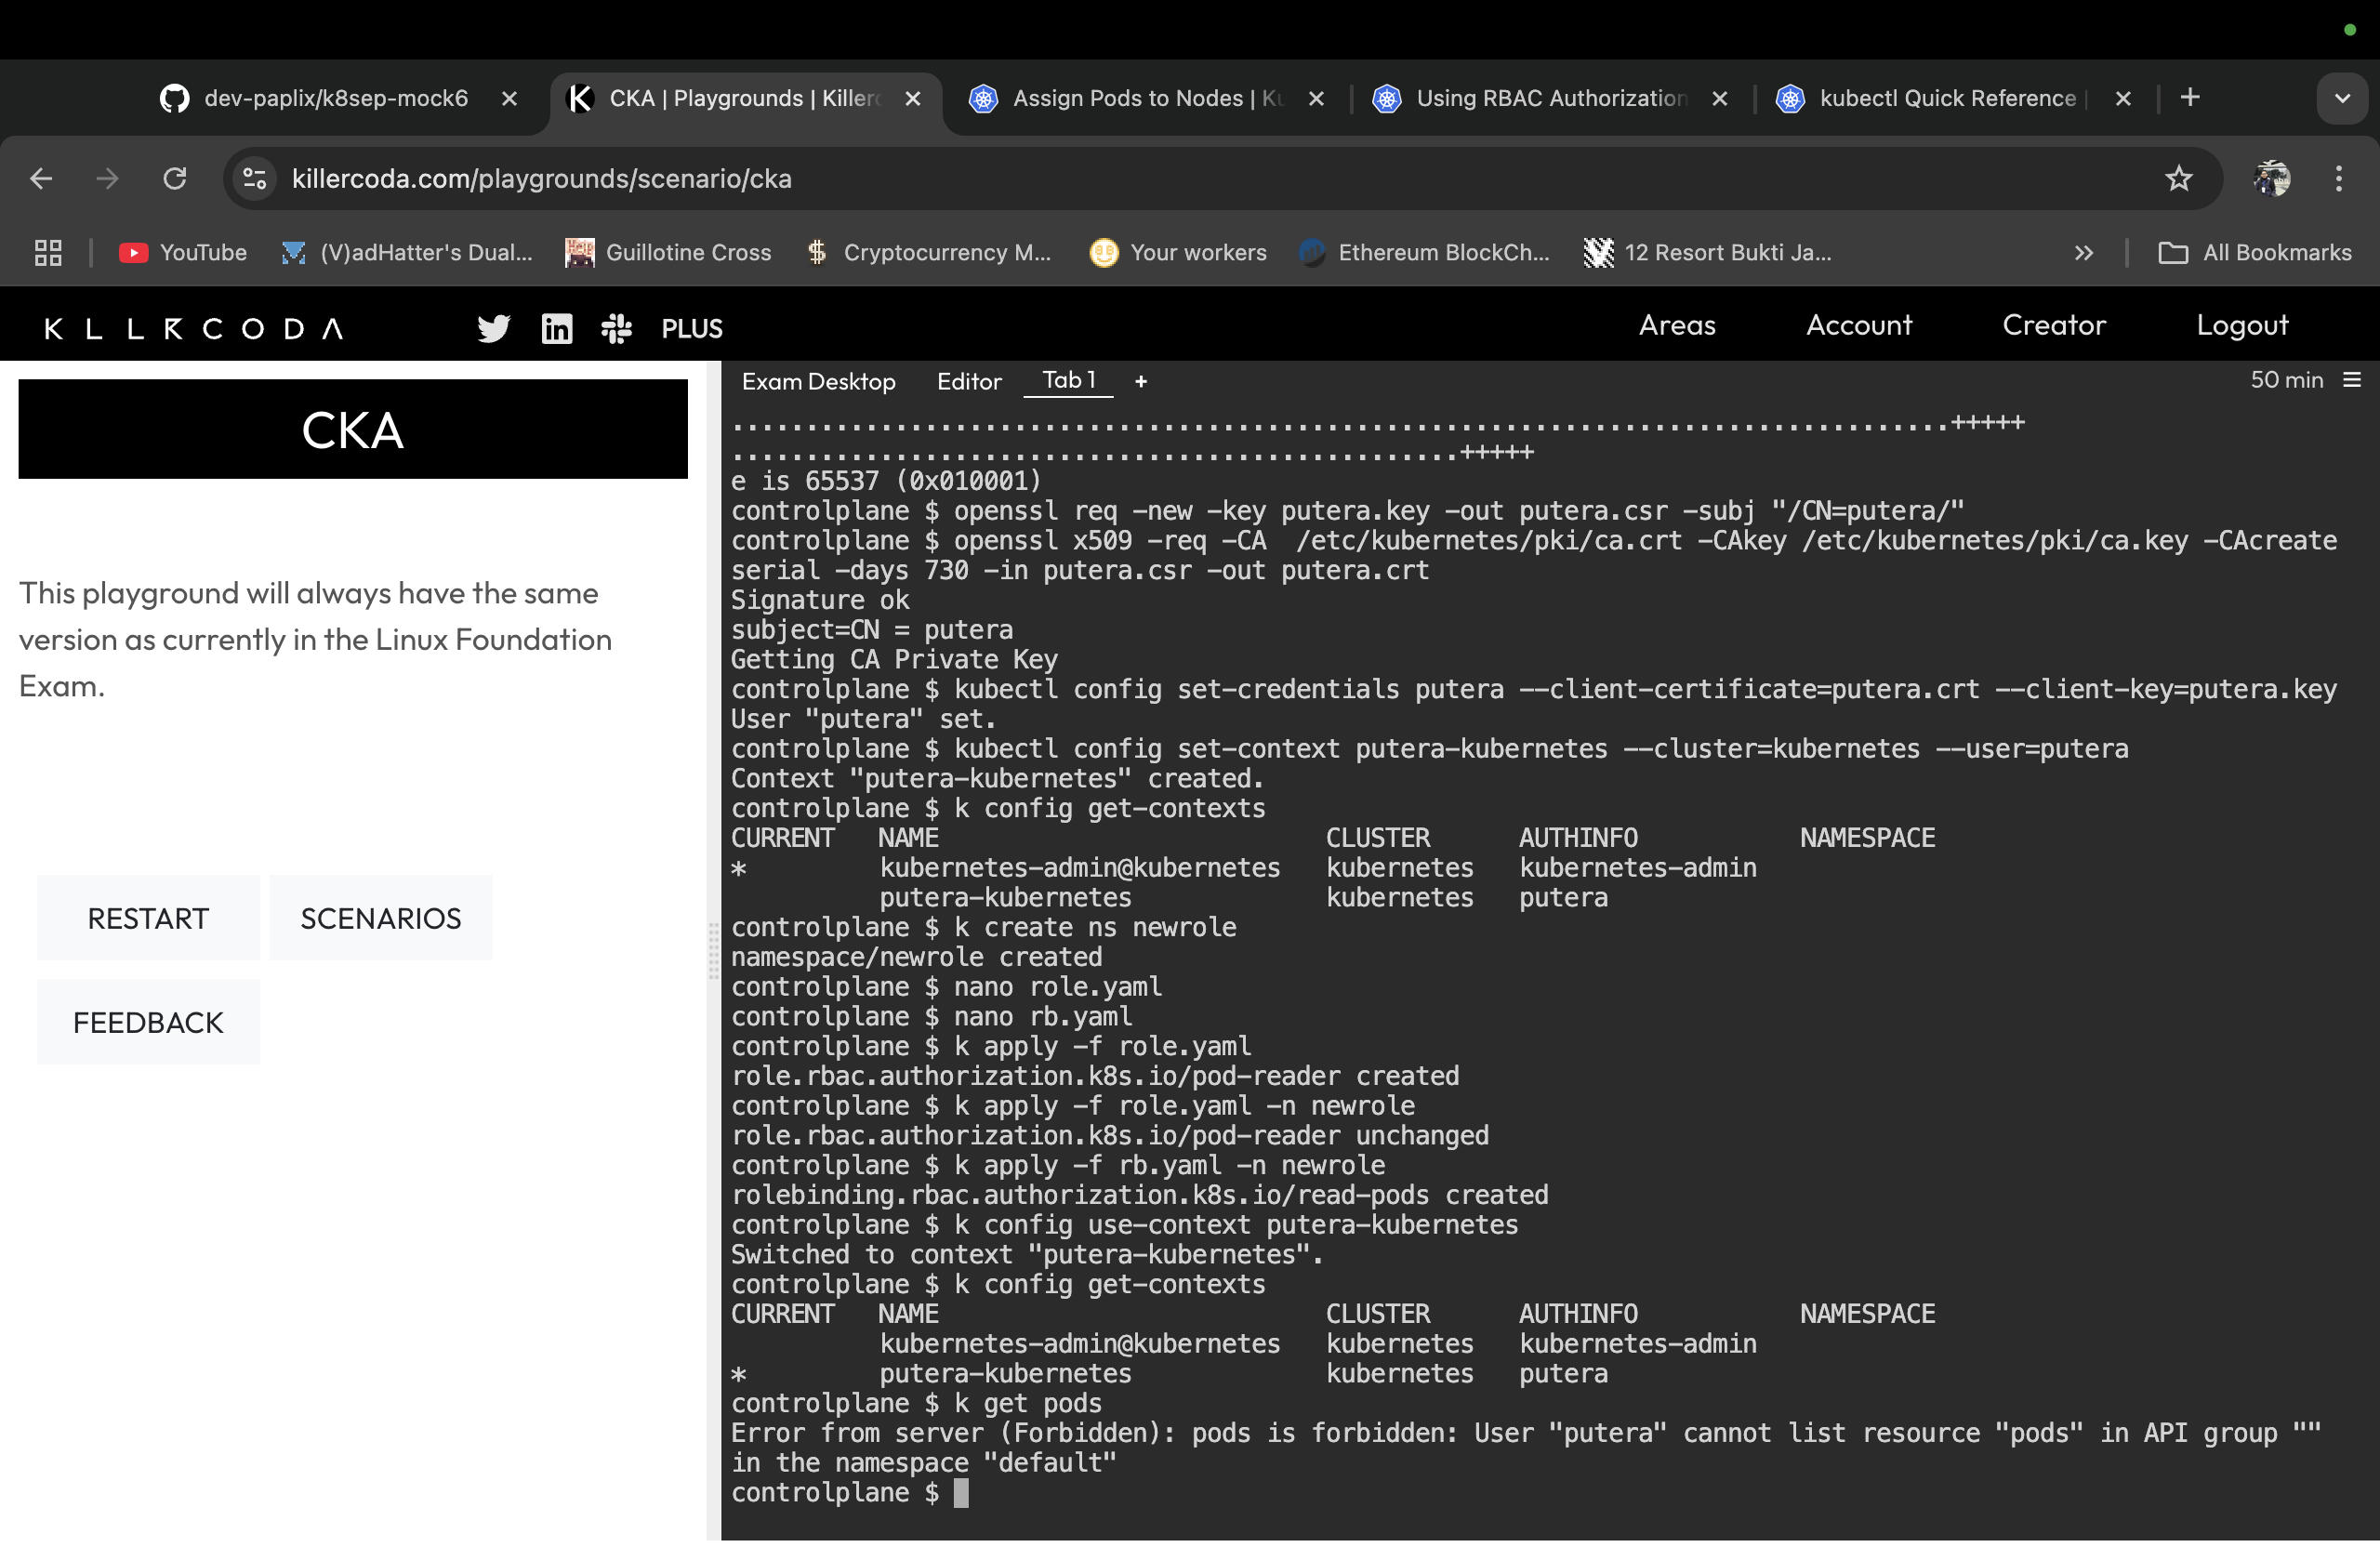 dev-paplix/k8sep-mock6
CKA | Playgrounds | Killerc
Assign Pods to Nodes | Ku
Using RBAC Authorization
kubectl Quick Reference |
killercoda.com/playgrounds/scenario/cka
YouTube
(V)adHatter's Dual...
Guillotine Cross
Cryptocurrency M...
Your workers
Ethereum BlockCh...
12 Resort Bukti Ja...
All Bookmarks
KLLRCODA
PLUS
Areas
Account
Creator
Logout
CKA
This playground will always have the same
version as currently in the Linux Foundation
Exam.
RESTART
SCENARIOS
FEEDBACK
Exam Desktop
Editor
Tab 1
+
50 min
..................................................................................+++++
.................................................+++++
e is 65537 (0x010001)
controlplane $ openssl req -new -key putera.key -out putera.csr -subj "/CN=putera/"
controlplane $ openssl x509 -req -CA  /etc/kubernetes/pki/ca.crt -CAkey /etc/kubernetes/pki/ca.key -CAcreate
serial -days 730 -in putera.csr -out putera.crt
Signature ok
subject=CN = putera
Getting CA Private Key
controlplane $ kubectl config set-credentials putera --client-certificate=putera.crt --client-key=putera.key
User "putera" set.
controlplane $ kubectl config set-context putera-kubernetes --cluster=kubernetes --user=putera
Context "putera-kubernetes" created.
controlplane $ k config get-contexts
CURRENT   NAME                          CLUSTER      AUTHINFO           NAMESPACE
*         kubernetes-admin@kubernetes   kubernetes   kubernetes-admin
          putera-kubernetes             kubernetes   putera
controlplane $ k create ns newrole
namespace/newrole created
controlplane $ nano role.yaml
controlplane $ nano rb.yaml
controlplane $ k apply -f role.yaml
role.rbac.authorization.k8s.io/pod-reader created
controlplane $ k apply -f role.yaml -n newrole
role.rbac.authorization.k8s.io/pod-reader unchanged
controlplane $ k apply -f rb.yaml -n newrole
rolebinding.rbac.authorization.k8s.io/read-pods created
controlplane $ k config use-context putera-kubernetes
Switched to context "putera-kubernetes".
controlplane $ k config get-contexts
CURRENT   NAME                          CLUSTER      AUTHINFO           NAMESPACE
          kubernetes-admin@kubernetes   kubernetes   kubernetes-admin
*         putera-kubernetes             kubernetes   putera
controlplane $ k get pods
Error from server (Forbidden): pods is forbidden: User "putera" cannot list resource "pods" in API group ""
in the namespace "default"
controlplane $